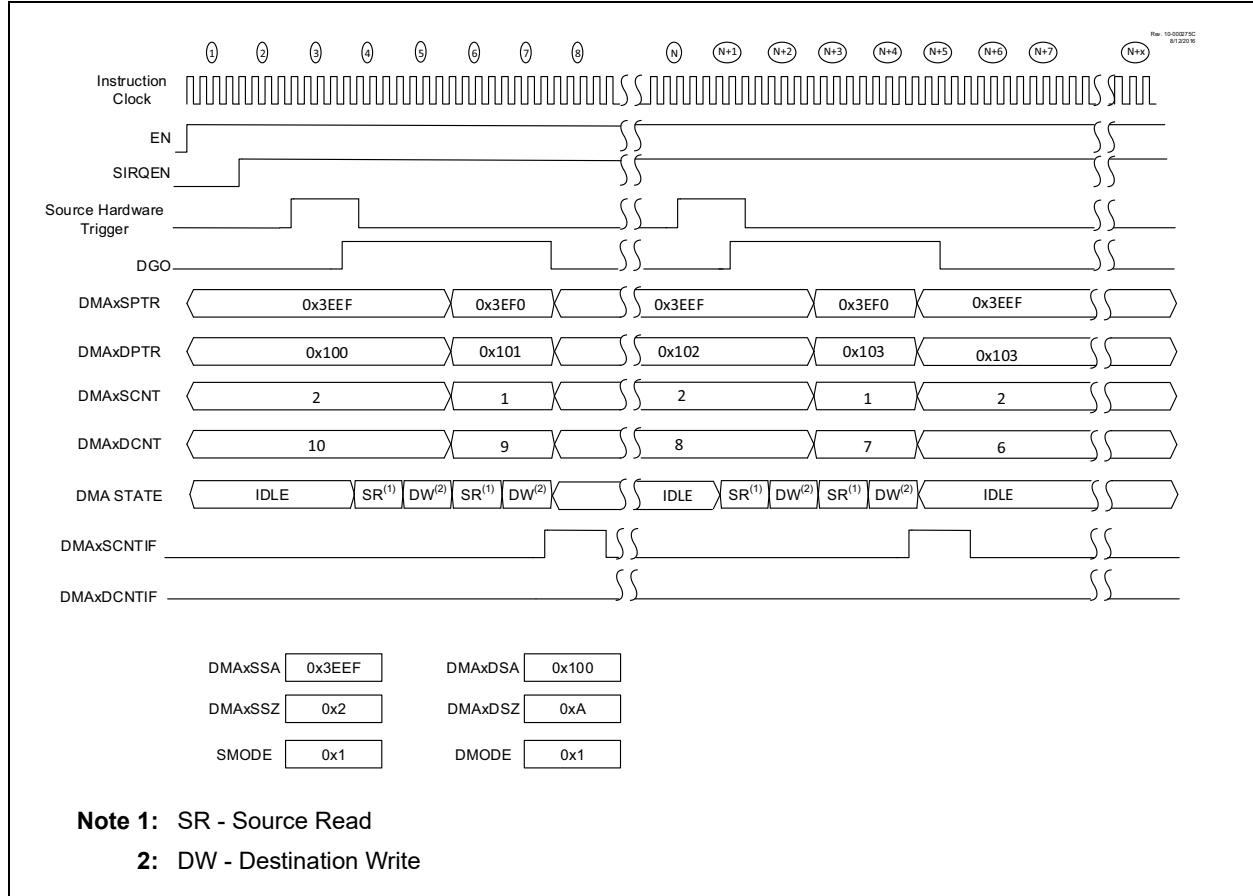 Rev. 10-000275C
8/12/2016
1 2 3 4 5 6 7 8 N N+1 N+2 N+3 N+4 N+5 N+6 N+7 N+x
Instruction
Clock
EN
SIRQEN
Source Hardware
Trigger
DGO
DMAxSPTR 0x3EEF 0x3EF0 0x3EEF 0x3EF0 0x3EEF
DMAxDPTR 0x100 0x101 0x102 0x103 0x103
DMAxSCNT 2 1 2 1 2
DMAxDCNT 10 9 8 7 6
DMA STATE IDLE SR(1) DW(2) SR(1) DW(2) IDLE SR(1) DW(2) SR(1) DW(2) IDLE
DMAxSCNTIF
DMAxDCNTIF
DMAxSSA 0x3EEF DMAxDSA 0x100
DMAxSSZ 0x2 DMAxDSZ 0xA
SMODE 0x1 DMODE 0x1
Note 1: SR - Source Read
2: DW - Destination Write